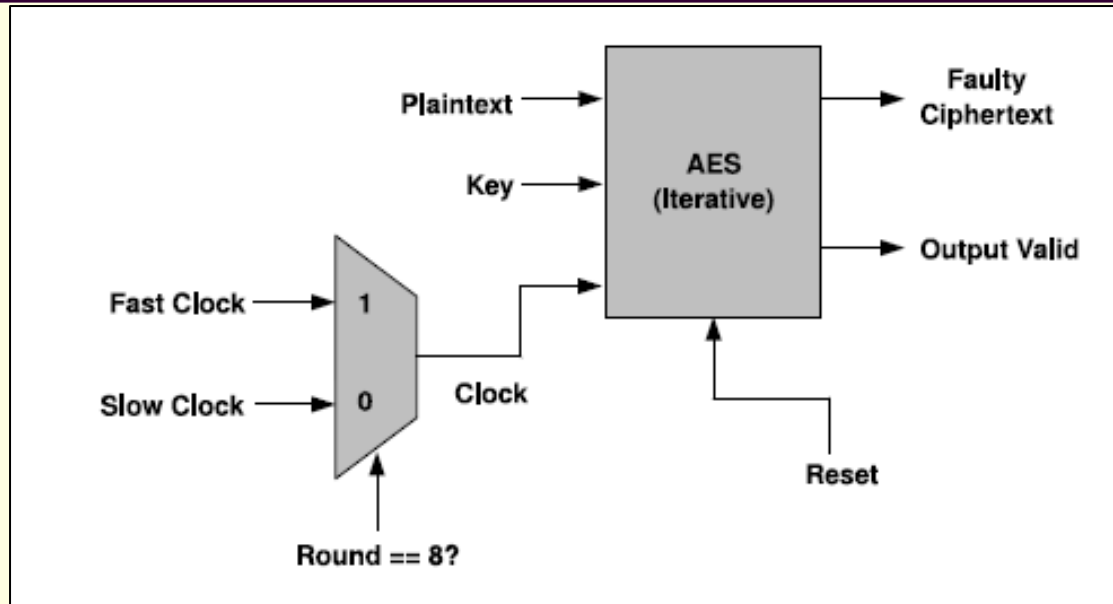 Plaintext
Key
AES
(Iterative)
Faulty
Ciphertext
Output Valid
Fast Clock
1
Slow Clock
0
Clock
Reset
Round == 8?